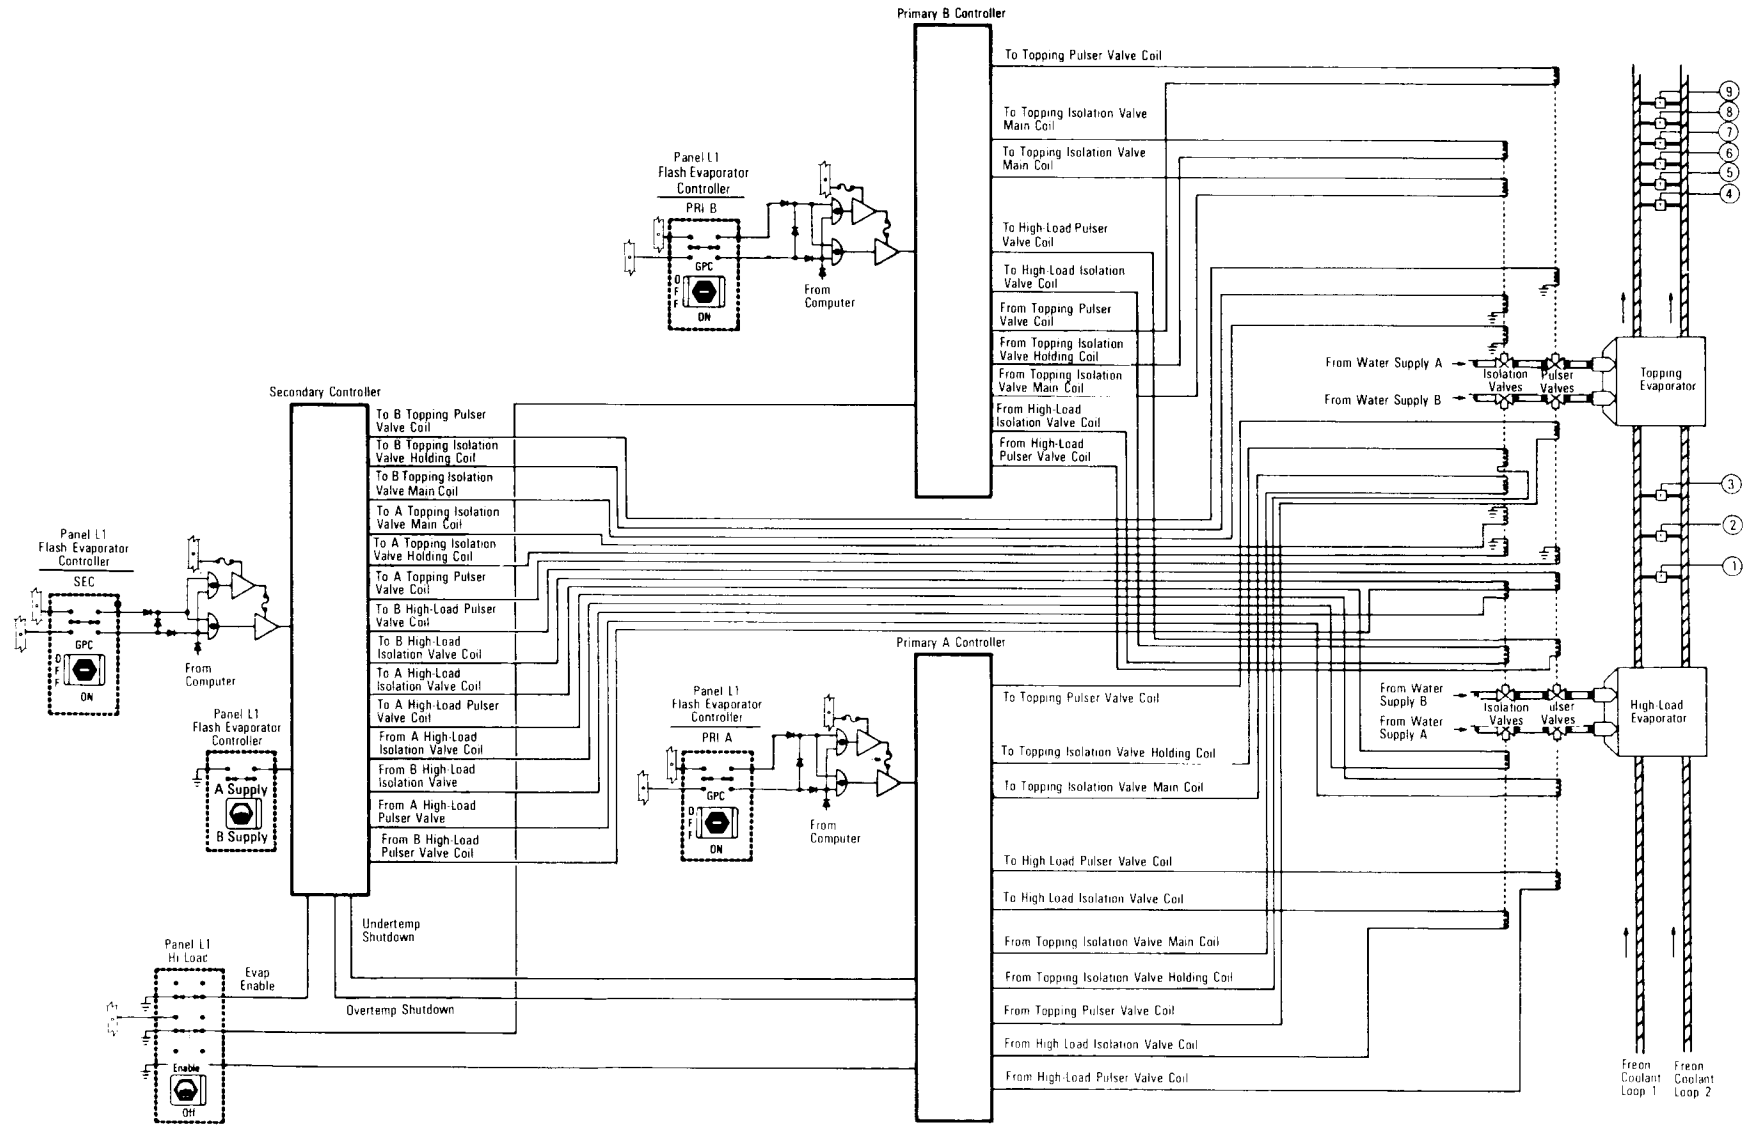 Primary B Controller
To Topping Pulser Valve Coil
To Topping Isolation Valve
Main Coil
To Topping Isolation Valve
Main Coil
To High-Load Pulser
Valve Coil
To High-Load Isolation
Valve Coil
From Topping Pulser
Valve Coil
From Topping Isolation
Valve Holding Coil
From Topping Isolation
Valve Main Coil
From High-Load
Isolation Valve Coil
From High-Load
Pulser Valve Coil
Panel L1
Flash Evaporator
Controller
PRI B
GPC
OFF
ON
From
Computer
9
8
7
6
5
4
From Water Supply A
Isolation
Valves
Pulser
Valves
From Water Supply B
Topping
Evaporator
3
2
1
Secondary Controller
To B Topping Pulser
Valve Coil
To B Topping Isolation
Valve Holding Coil
To B Topping Isolation
Valve Main Coil
To A Topping Isolation
Valve Main Coil
To A Topping Isolation
Valve Holding Coil
To A Topping Pulser
Valve Coil
To B High-Load Pulser
Valve Coil
To B High-Load
Isolation Valve Coil
To A High-Load
Isolation Valve Coil
To A High-Load Pulser
Valve Coil
From A High-Load
Isolation Valve Coil
From B High-Load
Isolation Valve
From A High-Load
Pulser Valve
From B High-Load
Pulser Valve Coil
Panel L1
Flash Evaporator
Controller
SEC
GPC
OFF
ON
From
Computer
Panel L1
Flash Evaporator
Controller
A Supply
B Supply
Undertemp
Shutdown
Panel L1
Hi Load
Evap
Enable
Overtemp Shutdown
Enable
Off
Primary A Controller
To Topping Pulser Valve Coil
To Topping Isolation Valve Holding Coil
To Topping Isolation Valve Main Coil
To High Load Pulser Valve Coil
To High-Load Isolation Valve Coil
From Topping Isolation Valve Main Coil
From Topping Isolation Valve Holding Coil
From Topping Pulser Valve Coil
From High Load Isolation Valve Coil
From High-Load Pulser Valve Coil
Panel L1
Flash Evaporator
Controller
PRI A
GPC
OFF
ON
From
Computer
From Water
Supply B
Isolation
Valves
ulser
Valves
From Water
Supply A
High-Load
Evaporator
Freon
Coolant
Loop 1
Freon
Coolant
Loop 2